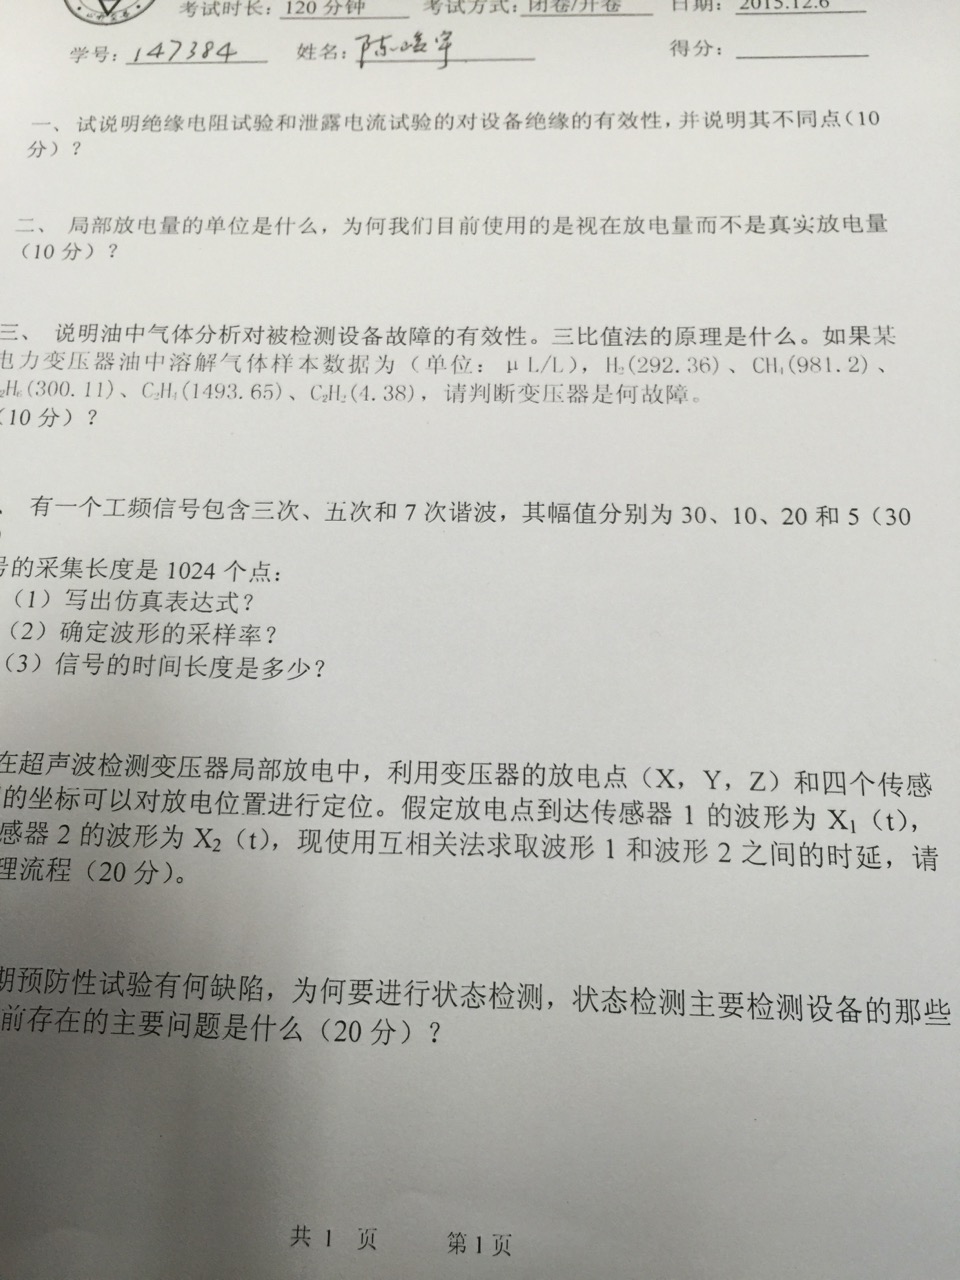 考试时长：120 分钟 考试方式：闭卷/开卷 日期：2015.12.6
学号：147384 姓名：陈 得分：
一、试说明绝缘电阻试验和泄露电流试验的对设备绝缘的有效性，并说明其不同点（10
分）？
二、 局部放电量的单位是什么，为何我们目前使用的是视在放电量而不是真实放电量
（10 分）？
三、 说明油中气体分析对被检测设备故障的有效性。三比值法的原理是什么。如果某
电力变压器油中溶解气体样本数据为（单位：μL/L），H₂(292.36)、CH₄(981.2)、
₂H₆(300.11)、C₂H₄(1493.65)、C₂H₂(4.38)，请判断变压器是何故障。
（10 分）？
、 有一个工频信号包含三次、五次和 7 次谐波，其幅值分别为 30、10、20 和 5（30
）
号的采集长度是 1024 个点：
（1）写出仿真表达式？
（2）确定波形的采样率？
（3）信号的时间长度是多少？
在超声波检测变压器局部放电中，利用变压器的放电点（X，Y，Z）和四个传感
的坐标可以对放电位置进行定位。假定放电点到达传感器 1 的波形为 X₁（t），
感器 2 的波形为 X₂（t），现使用互相关法求取波形 1 和波形 2 之间的时延，请
理流程（20 分）。
期预防性试验有何缺陷，为何要进行状态检测，状态检测主要检测设备的那些
前存在的主要问题是什么（20 分）？
共 1 页 第 1 页